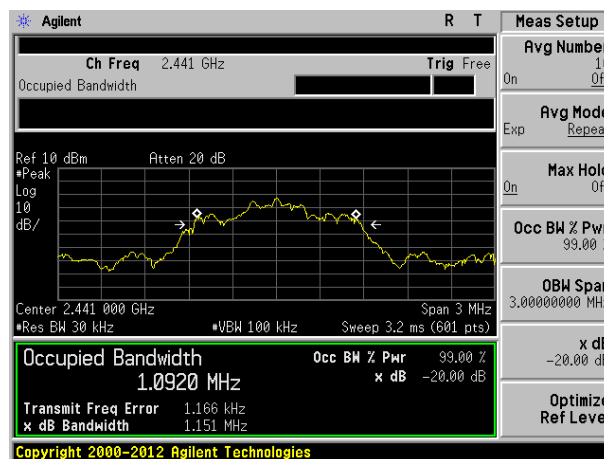 Agilent R T
Ch Freq 2.441 GHz Trig Free
Occupied Bandwidth
Ref 10 dBm Atten 20 dB
#Peak
Log
10
dB/
Center 2.441 000 GHz Span 3 MHz
#Res BW 30 kHz #VBW 100 kHz Sweep 3.2 ms (601 pts)
Occupied Bandwidth Occ BW % Pwr 99.00 %
1.0920 MHz x dB -20.00 dB
Transmit Freq Error 1.166 kHz
x dB Bandwidth 1.151 MHz
Copyright 2000-2012 Agilent Technologies
Meas Setup
Avg Number
On
Avg Mode
Exp Repea
Max Hold
On Of
Occ BW % Pwr
99.00
OBW Span
3.00000000 MH
x dB
-20.00 dB
Optimize
Ref Leve